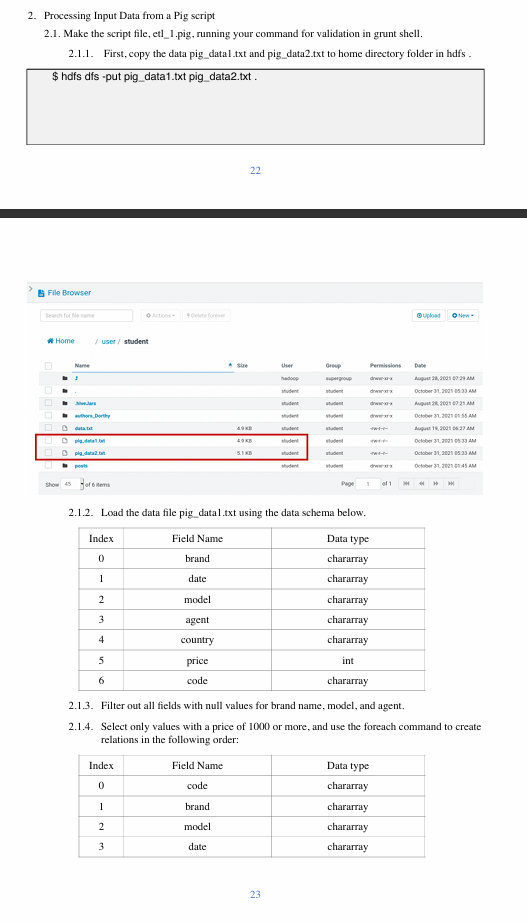 2. Processing Input Data from a Pig script
2.1. Make the script file, etl_1.pig, running your command for validation in grunt shell.
2.1.1. First, copy the data pig_data1.txt and pig_data2.txt to home directory folder in hdfs .
$ hdfs dfs -put pig_data1.txt pig_data2.txt .
22
File Browser
Search for file name Actions Delete forever Upload New
Home / user / student
Name Size User Group Permissions Date
hadoop supergroup drwxr-xr-x August 28, 2021 07:29 AM
. student student drwxr-xr-x October 31, 2021 05:33 AM
.hiveJars student student drwxr-xr-x August 28, 2021 07:21 AM
authors_Dorthy student student drwxr-xr-x October 31, 2021 01:55 AM
data.txt 4.9 KB student student -rw-r--r-- August 19, 2021 06:27 AM
pig_data1.txt 4.9 KB student student -rw-r--r-- October 31, 2021 05:33 AM
pig_data2.txt 5.1 KB student student -rw-r--r-- October 31, 2021 05:33 AM
posts student student drwxr-xr-x October 31, 2021 01:45 AM
Show 45 of 6 items Page 1 of 1
2.1.2. Load the data file pig_data1.txt using the data schema below.
Index Field Name Data type
0 brand chararray
1 date chararray
2 model chararray
3 agent chararray
4 country chararray
5 price int
6 code chararray
2.1.3. Filter out all fields with null values for brand name, model, and agent.
2.1.4. Select only values with a price of 1000 or more, and use the foreach command to create
relations in the following order:
Index Field Name Data type
0 code chararray
1 brand chararray
2 model chararray
3 date chararray
23